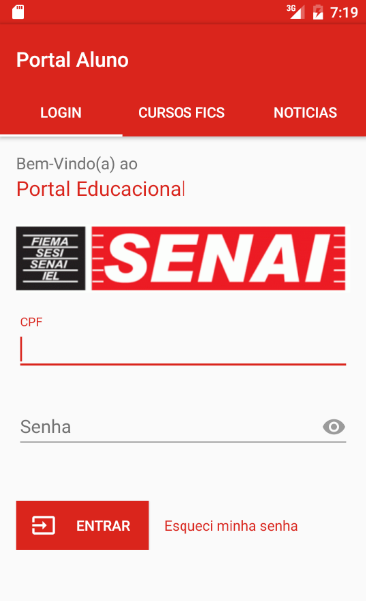 3G
7:19
Portal Aluno
LOGIN CURSOS FICS NOTICIAS
Bem-Vindo(a) ao
Portal Educacional
FIEMA
SESI
SENAI
IEL
SENAI
CPF
Senha
ENTRAR Esqueci minha senha